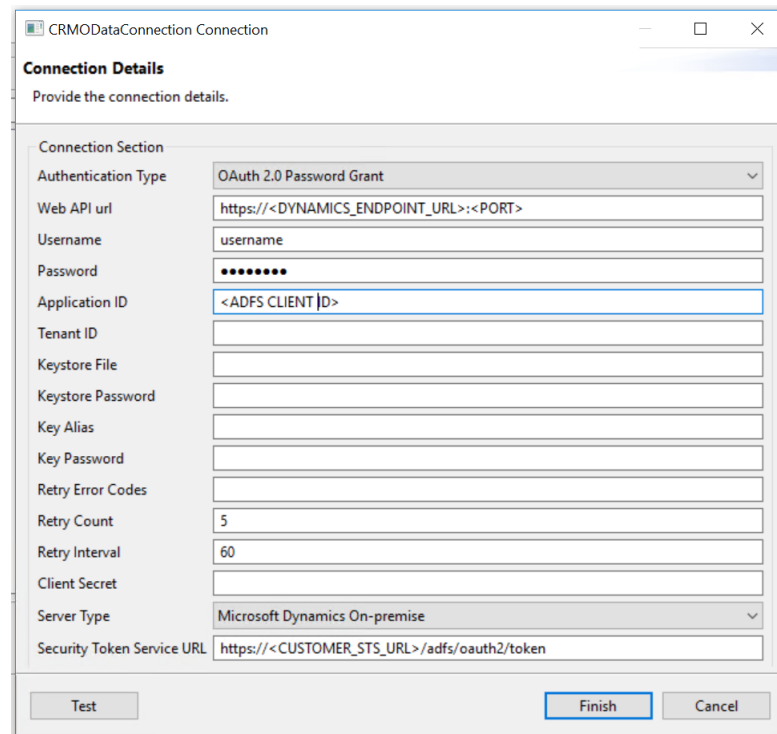 CRMODataConnection Connection
Connection Details
Provide the connection details.
Connection Section
Authentication Type OAuth 2.0 Password Grant
Web API url https://<DYNAMICS_ENDPOINT_URL>:<PORT>
Username username
Password ●●●●●●●●
Application ID <ADFS CLIENT ID>
Tenant ID
Keystore File
Keystore Password
Key Alias
Key Password
Retry Error Codes
Retry Count 5
Retry Interval 60
Client Secret
Server Type Microsoft Dynamics On-premise
Security Token Service URL https://<CUSTOMER_STS_URL>/adfs/oauth2/token
Test Finish Cancel